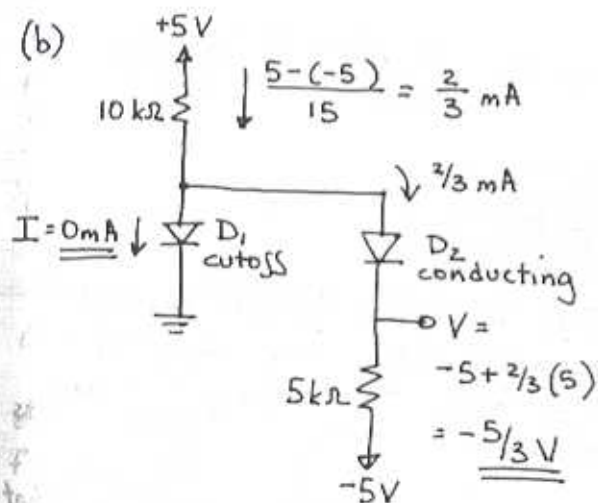 (b)
+5V
10 kΩ
5-(-5) / 15 = 2/3 mA
2/3 mA
I = 0mA
D1
cutoff
D2
conducting
V =
-5 + 2/3 (5)
= -5/3 V
5kΩ
-5V